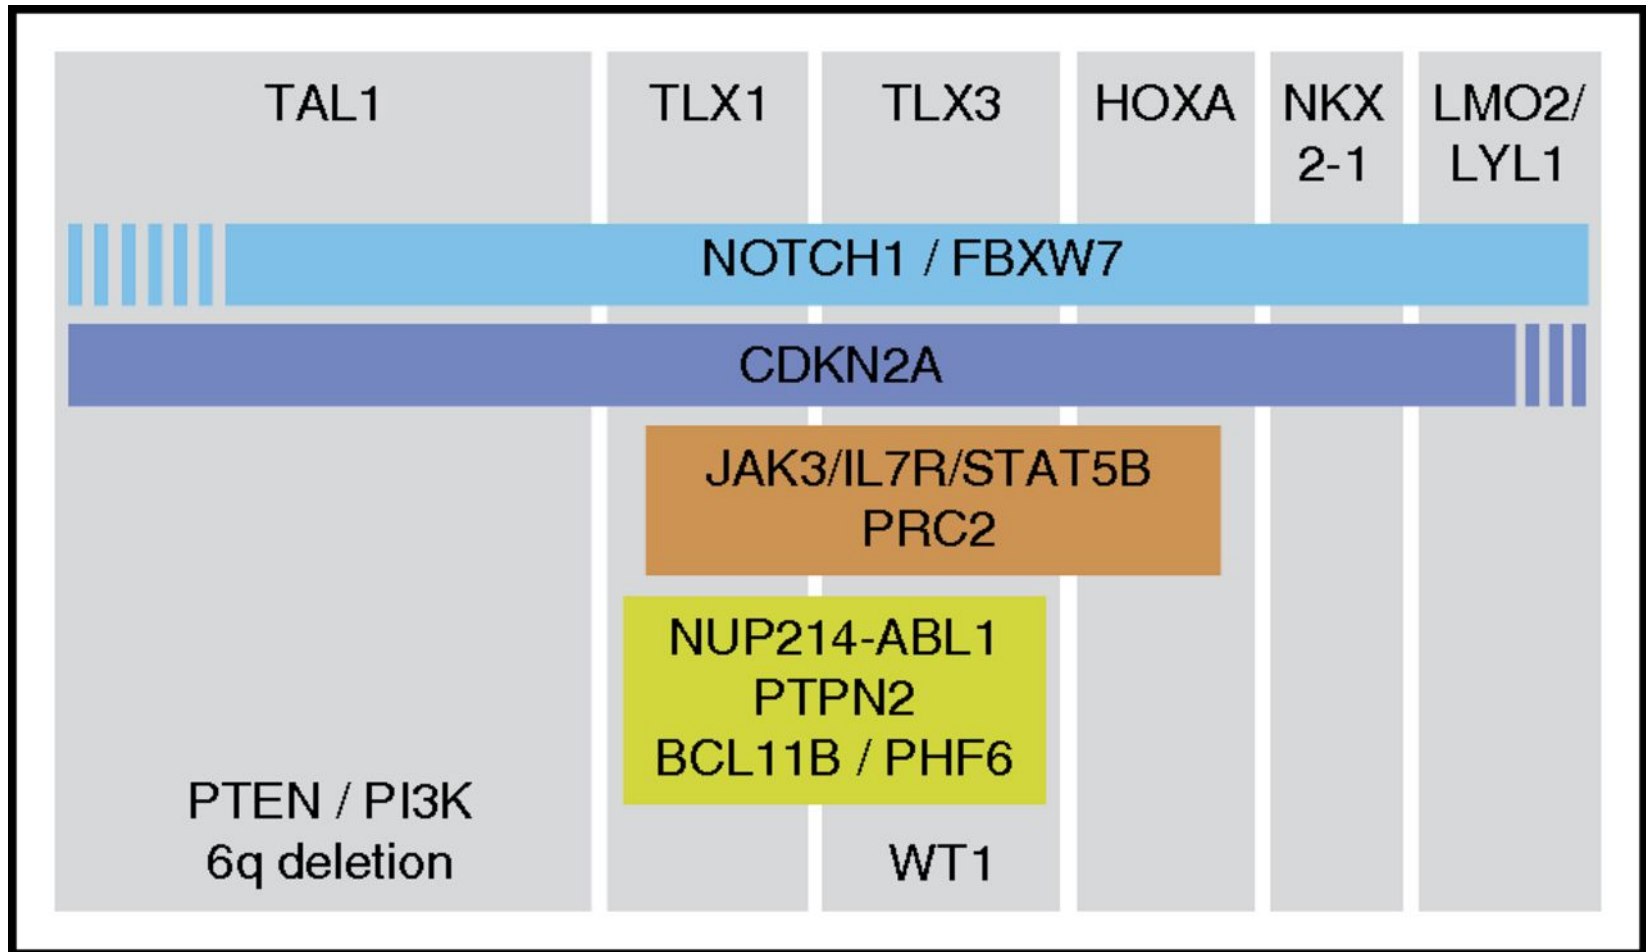 TAL1
TLX1
TLX3
HOXA
NKX
2-1
LMO2/
LYL1
NOTCH1 / FBXW7
CDKN2A
JAK3/IL7R/STAT5B
PRC2
NUP214-ABL1
PTPN2
BCL11B / PHF6
PTEN / PI3K
6q deletion
WT1